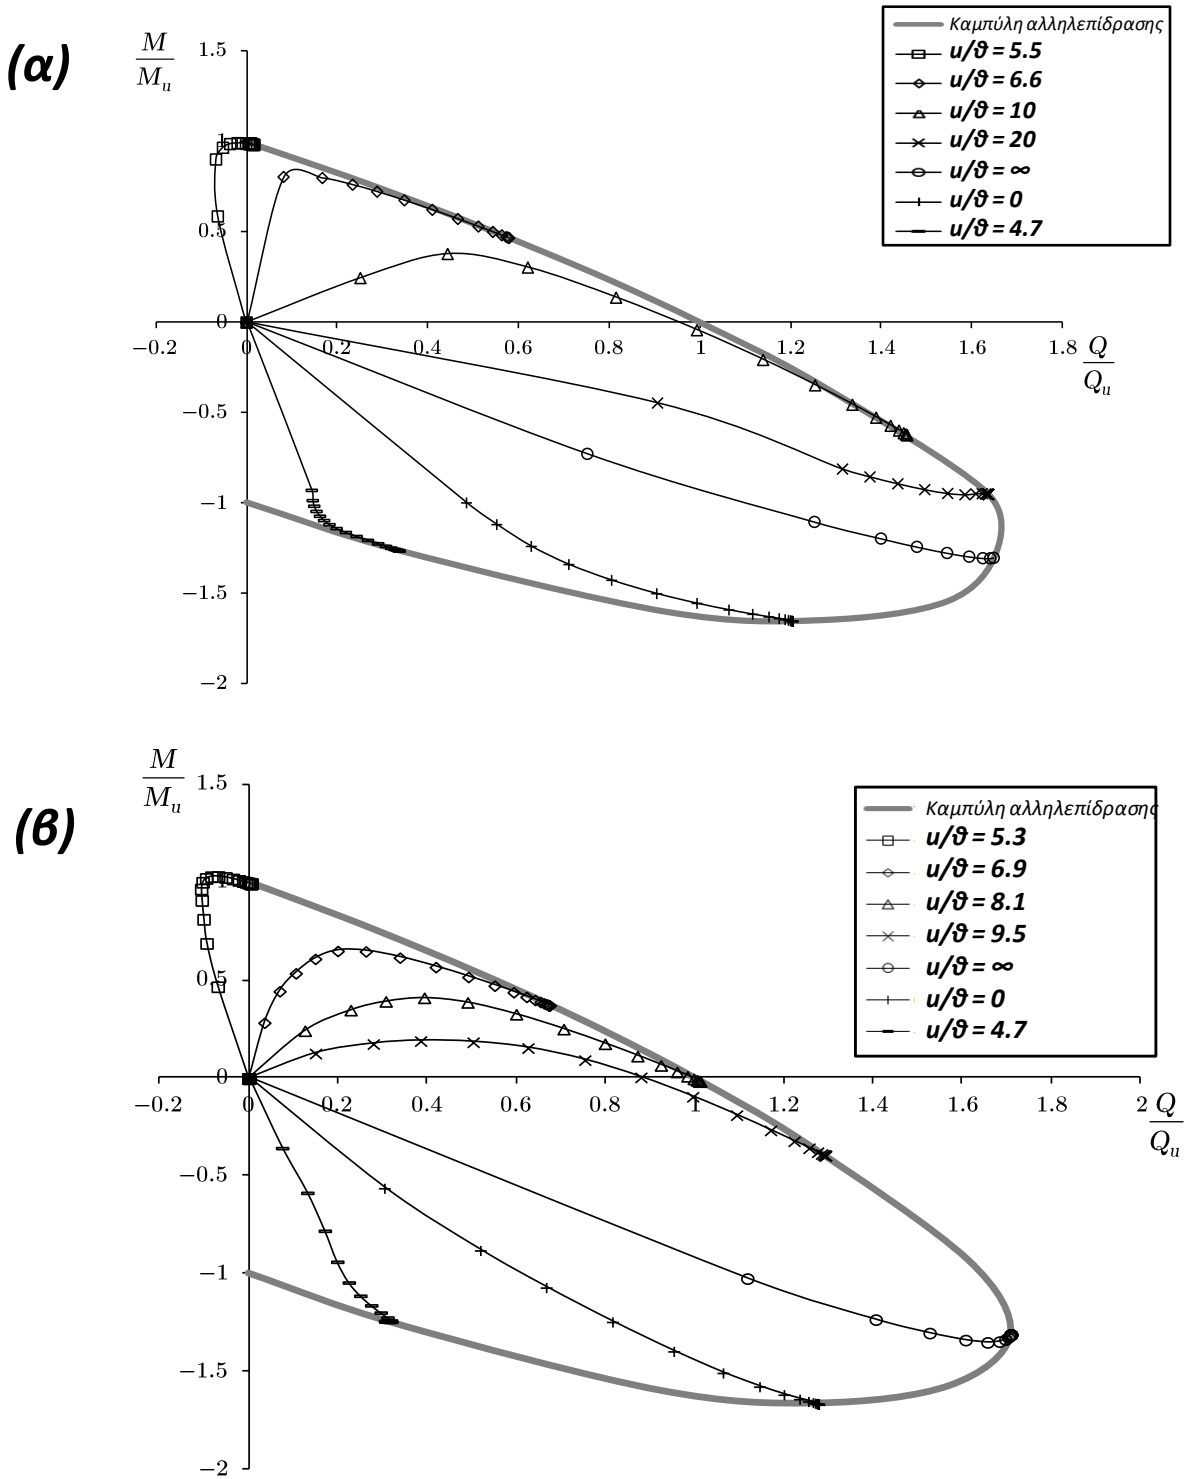 (α)
M
M_u
Καμπύλη αλληλεπίδρασης
u/ϑ = 5.5
u/ϑ = 6.6
u/ϑ = 10
u/ϑ = 20
u/ϑ = ∞
u/ϑ = 0
u/ϑ = 4.7
1.5
1
0.5
0
−0.5
−1
−1.5
−2
−0.2
0
0.2
0.4
0.6
0.8
1
1.2
1.4
1.6
1.8
Q
Q_u
(β)
M
M_u
Καμπύλη αλληλεπίδρασης
u/ϑ = 5.3
u/ϑ = 6.9
u/ϑ = 8.1
u/ϑ = 9.5
u/ϑ = ∞
u/ϑ = 0
u/ϑ = 4.7
1.5
1
0.5
0
−0.5
−1
−1.5
−2
−0.2
0
0.2
0.4
0.6
0.8
1
1.2
1.4
1.6
1.8
2
Q
Q_u